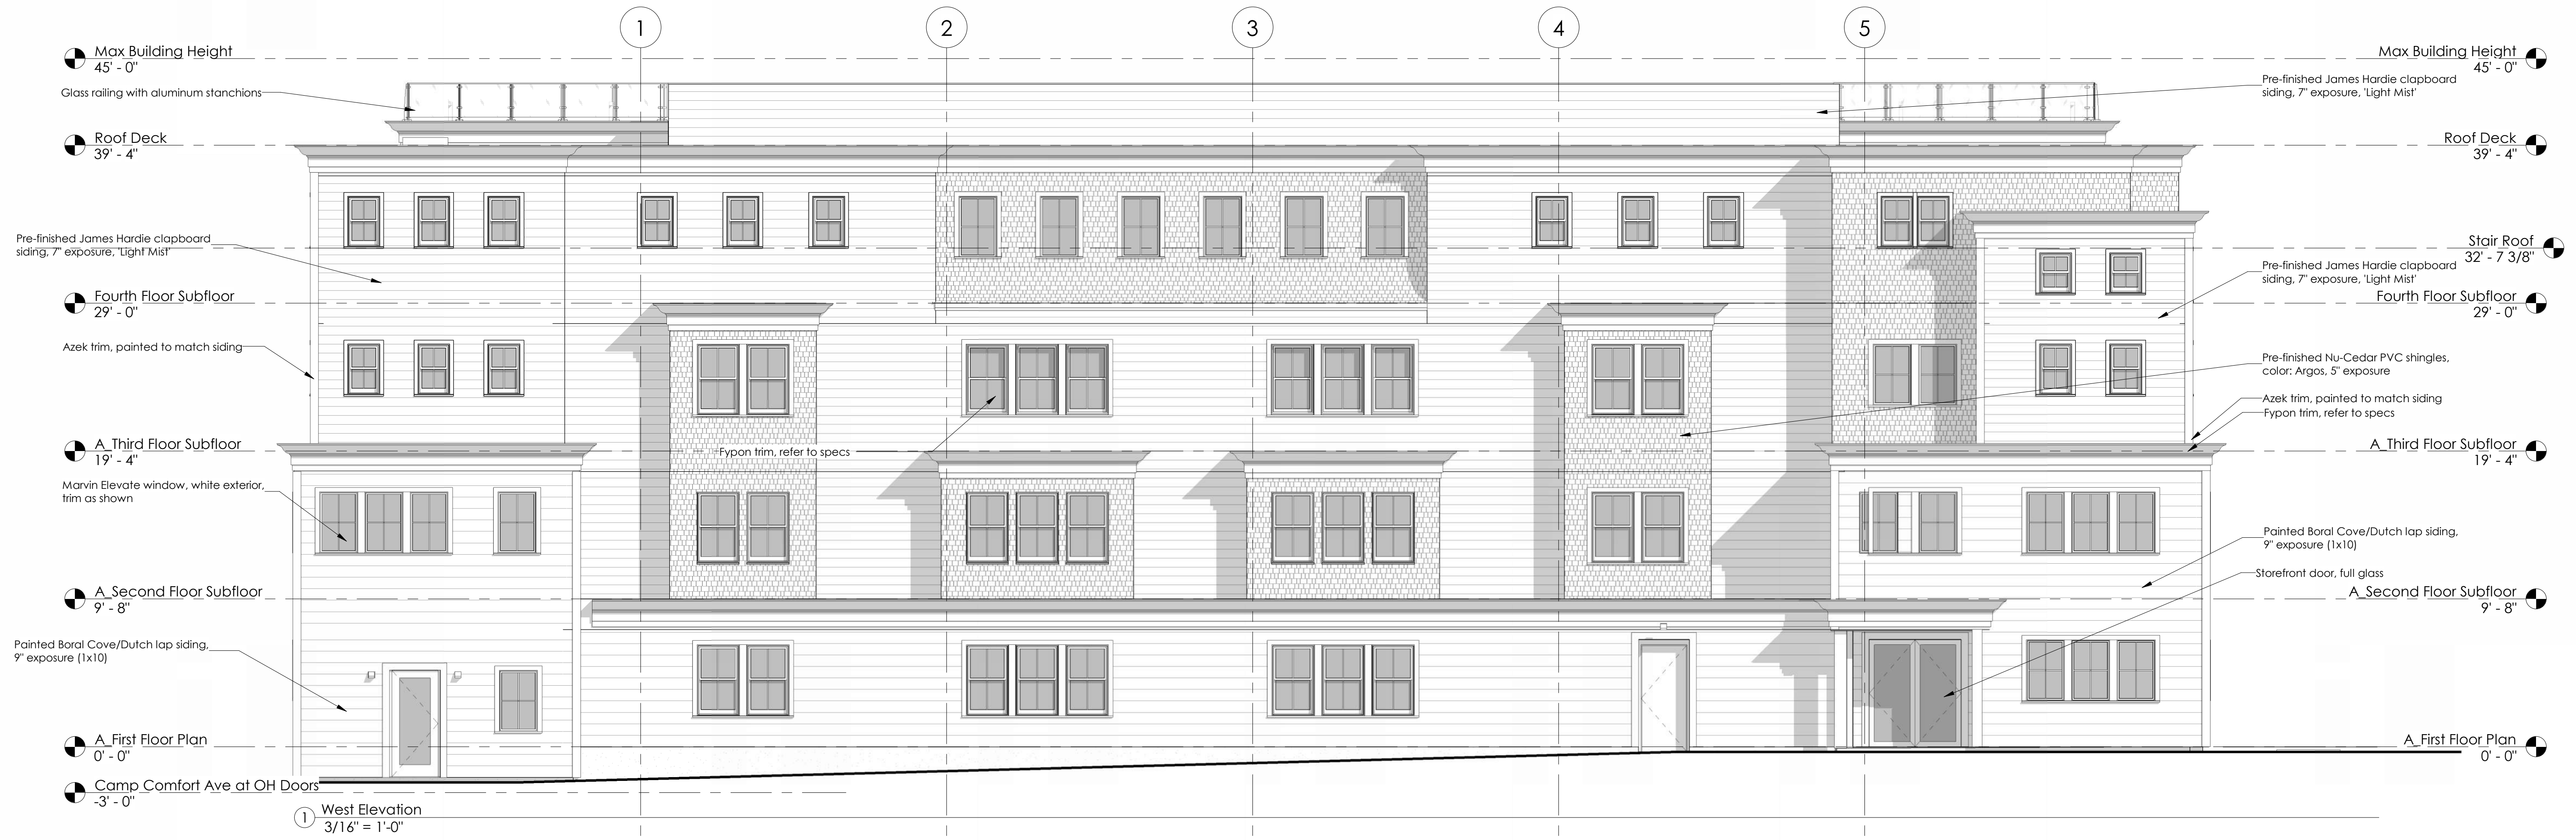 1
2
3
4
5
Max Building Height
45' - 0"
Glass railing with aluminum stanchions
Roof Deck
39' - 4"
Pre-finished James Hardie clapboard
siding, 7" exposure, 'Light Mist'
Fourth Floor Subfloor
29' - 0"
Azek trim, painted to match siding
A_Third Floor Subfloor
19' - 4"
Marvin Elevate window, white exterior,
trim as shown
A_Second Floor Subfloor
9' - 8"
Painted Boral Cove/Dutch lap siding,
9" exposure (1x10)
A_First Floor Plan
0' - 0"
Camp Comfort Ave at OH Doors
-3' - 0"
Fypon trim, refer to specs
Max Building Height
45' - 0"
Pre-finished James Hardie clapboard
siding, 7" exposure, 'Light Mist'
Roof Deck
39' - 4"
Stair Roof
32' - 7 3/8"
Pre-finished James Hardie clapboard
siding, 7" exposure, 'Light Mist'
Fourth Floor Subfloor
29' - 0"
Pre-finished Nu-Cedar PVC shingles,
color: Argos, 5" exposure
Azek trim, painted to match siding
Fypon trim, refer to specs
A_Third Floor Subfloor
19' - 4"
Painted Boral Cove/Dutch lap siding,
9" exposure (1x10)
Storefront door, full glass
A_Second Floor Subfloor
9' - 8"
A_First Floor Plan
0' - 0"
1
West Elevation
3/16" = 1'-0"